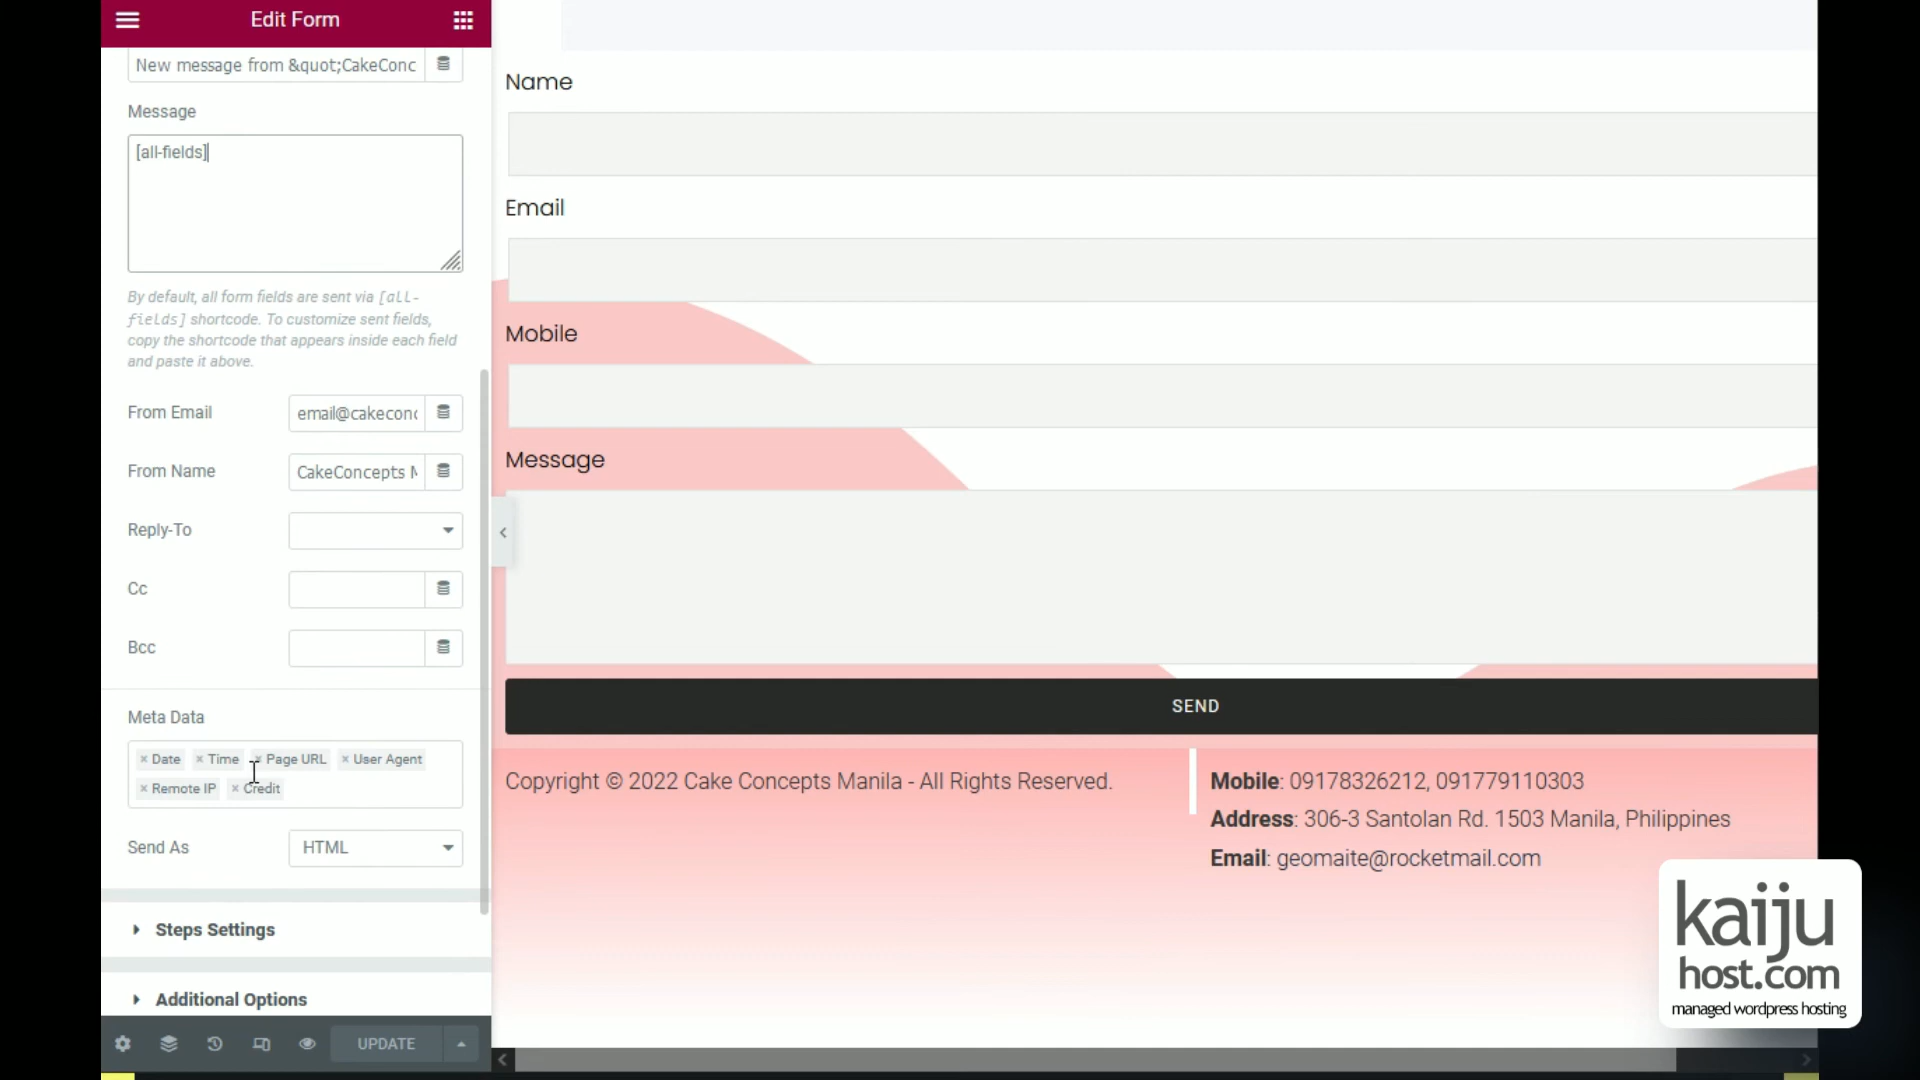 Edit Form
New message from &quot;CakeConc
Message
[all-fields]
By default, all form fields are sent via [all-
fields] shortcode. To customize sent fields,
copy the shortcode that appears inside each field
and paste it above.
From Email
email@cakeconc
From Name
CakeConcepts M
Reply-To
Cc
Bcc
Meta Data
× Date × Time × Page URL × User Agent
× Remote IP × Credit
Send As
HTML
Steps Settings
Additional Options
UPDATE
Name
Email
Mobile
Message
SEND
Copyright © 2022 Cake Concepts Manila - All Rights Reserved.
Mobile: 09178326212, 091779110303
Address: 306-3 Santolan Rd. 1503 Manila, Philippines
Email: geomaite@rocketmail.com
kaiju
host.com
managed wordpress hosting